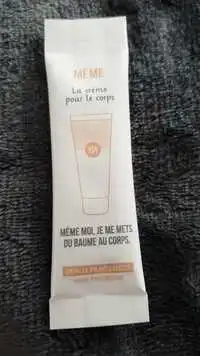 MÊME
La crème
pour le corps
MÊME MOI, JE ME METS
DU BAUME AU CORPS.